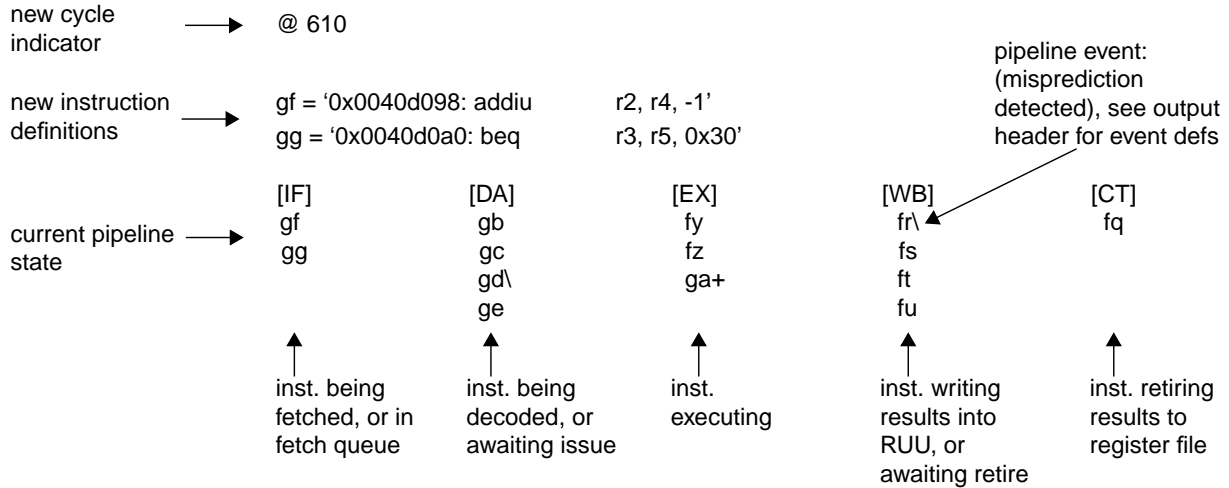 new cycle
indicator
@ 610
pipeline event:
(misprediction
detected), see output
header for event defs
new instruction
definitions
gf = ‘0x0040d098: addiu r2, r4, -1’
gg = ‘0x0040d0a0: beq r3, r5, 0x30’
current pipeline
state
[IF] [DA] [EX] [WB] [CT]
gf gb fy fr\ fq
gg gc fz fs
gd\ ga+ ft
ge fu
inst. being
fetched, or in
fetch queue
inst. being
decoded, or
awaiting issue
inst.
executing
inst. writing
results into
RUU, or
awaiting retire
inst. retiring
results to
register file